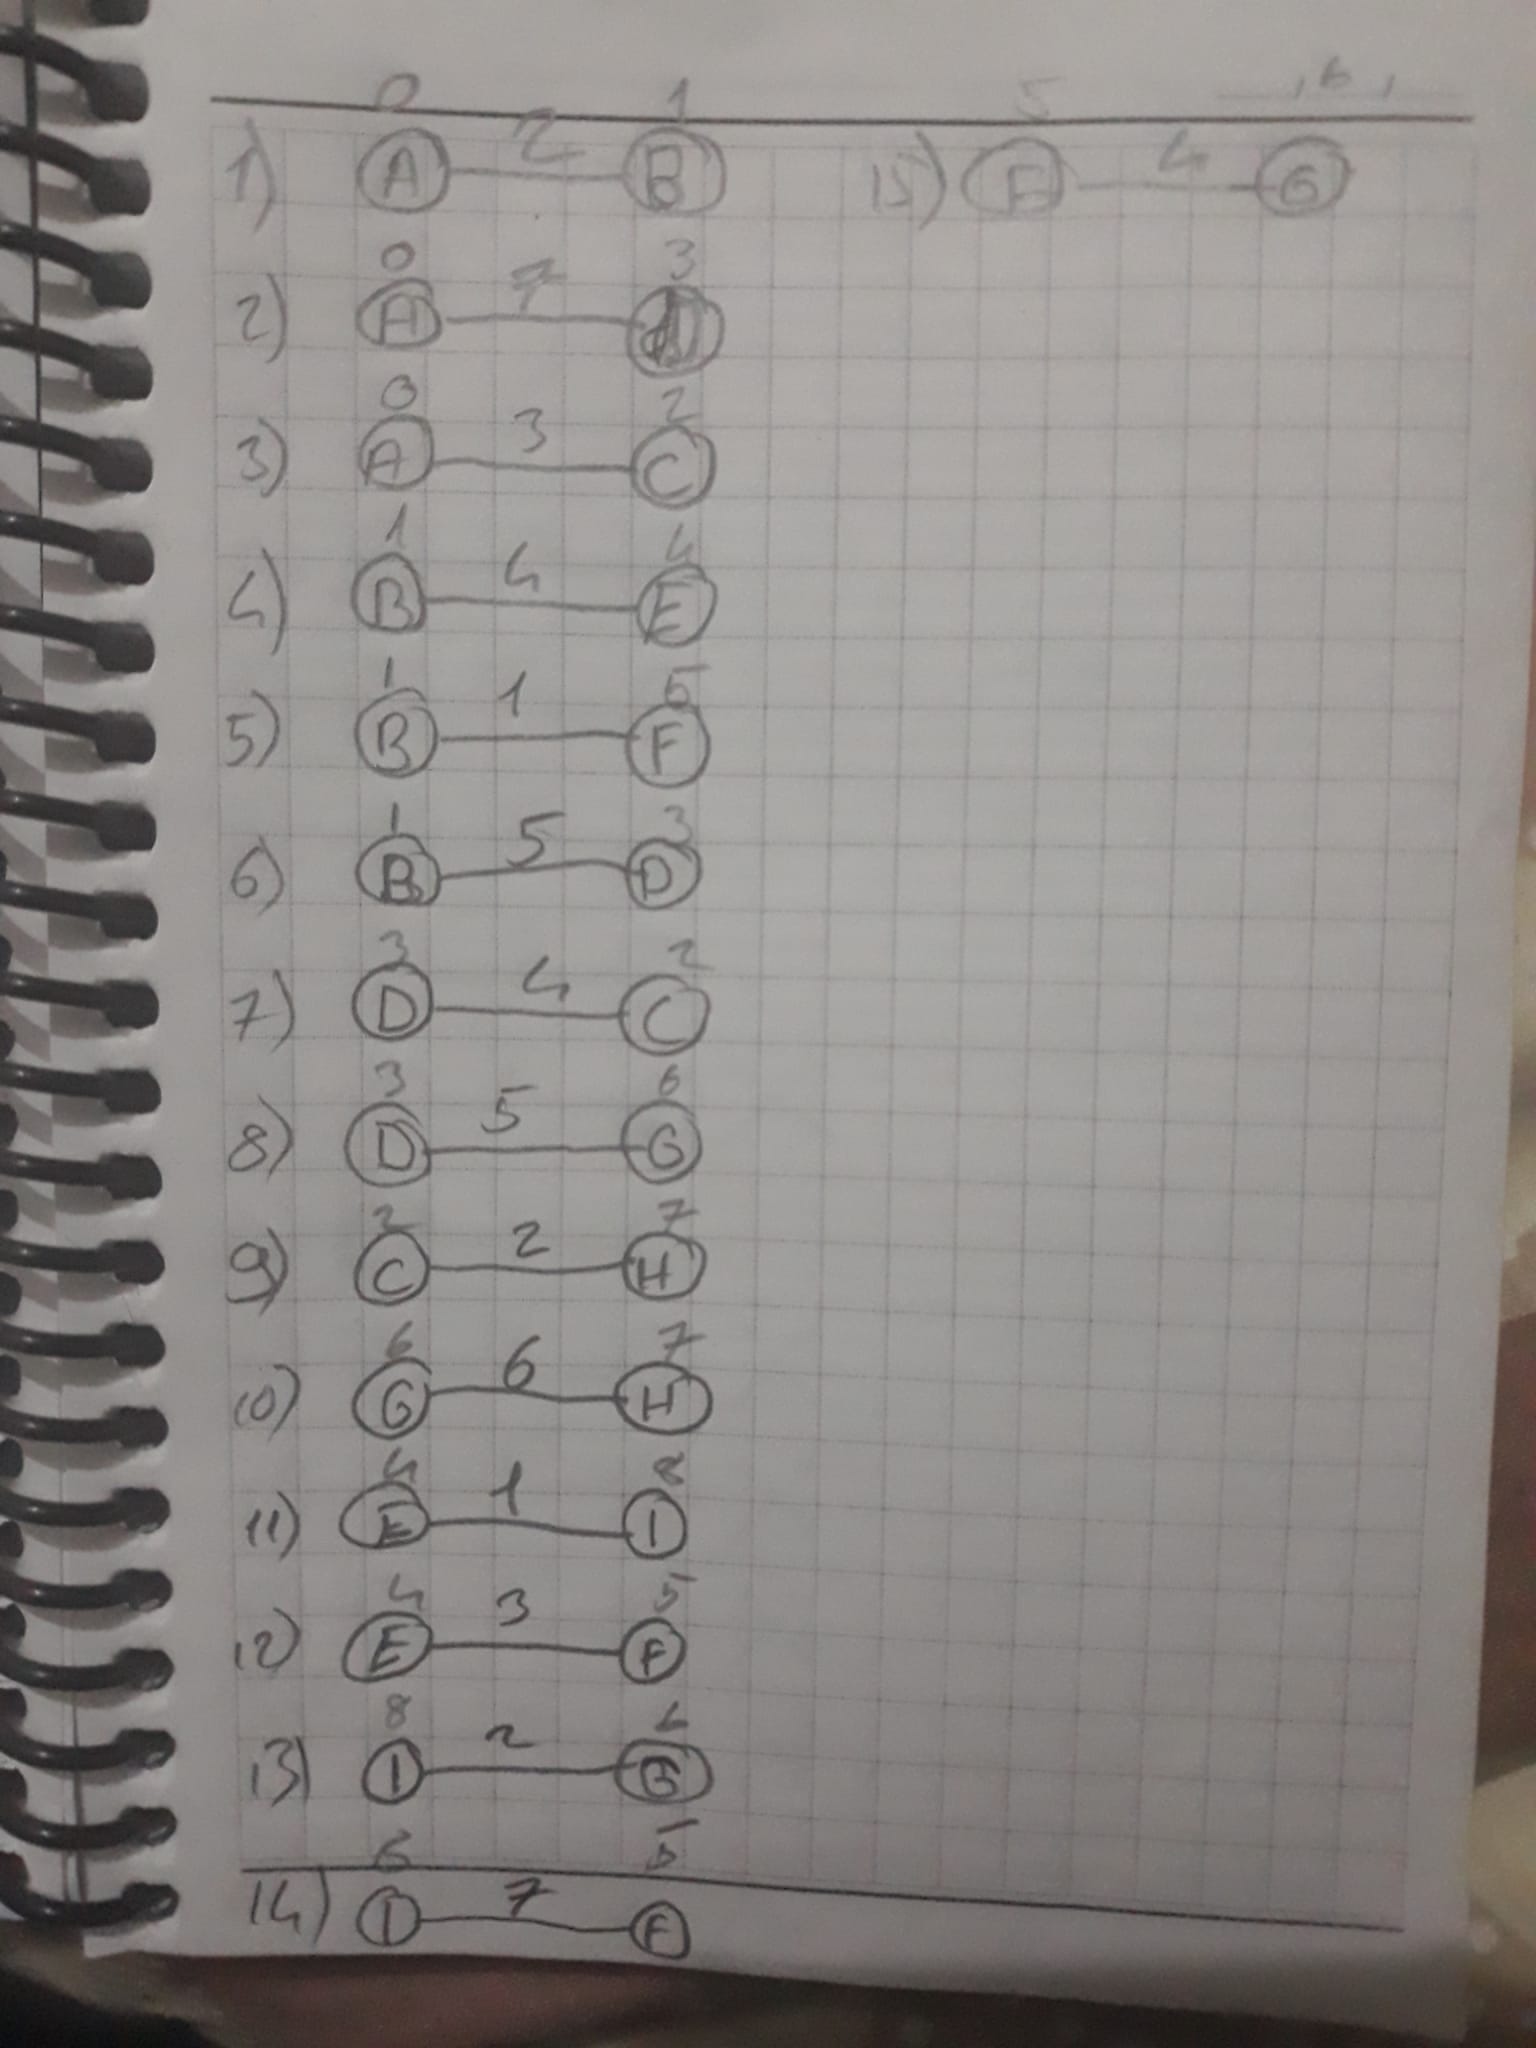 0 1
1) A 2 B
0 3
2) A 7 D
0 2
3) A 3 C
1 4
4) B 4 E
1 5
5) B 1 F
1 3
6) B 5 D
3 2
7) D 4 C
3 6
8) D 5 G
2 7
9) C 2 H
6 7
10) G 6 H
4 8
11) E 1 I
4 5
12) E 3 F
8 6
13) I 2 G
6 5
14) I 7 F
5 6
15) F 4 G